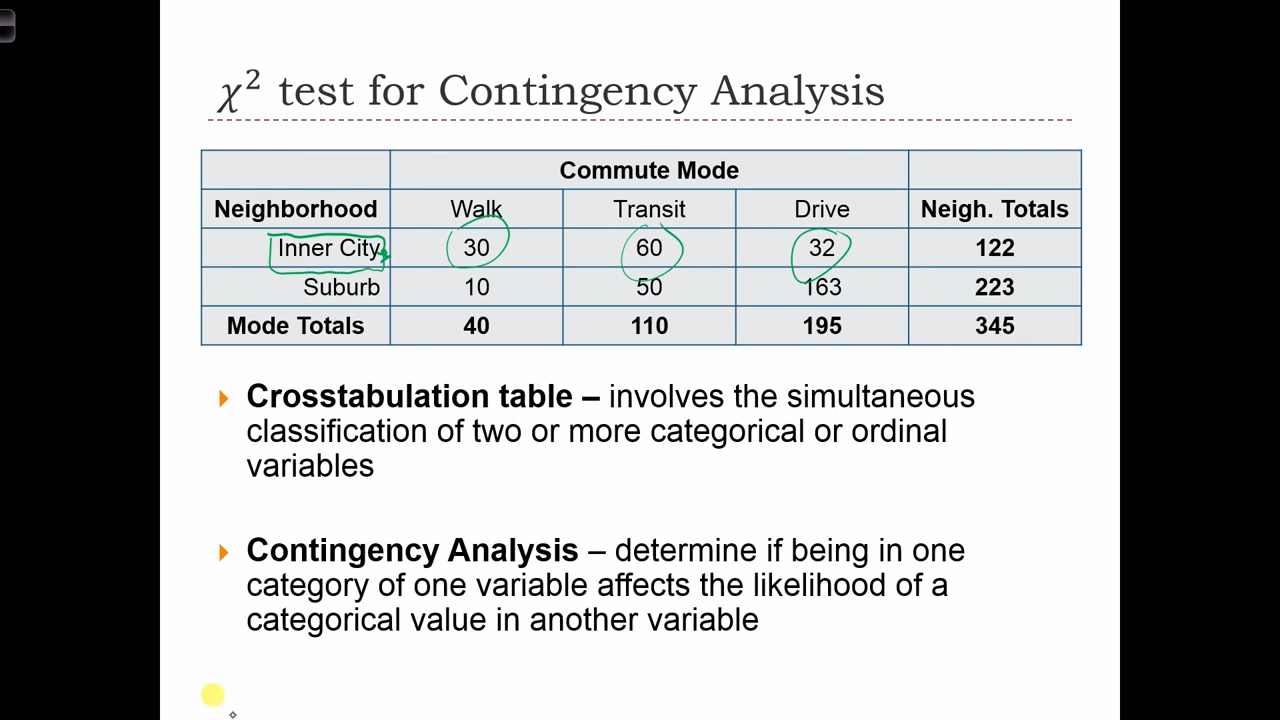 χ² test for Contingency Analysis
Commute Mode
Neighborhood Walk Transit Drive Neigh. Totals
Inner City 30 60 32 122
Suburb 10 50 163 223
Mode Totals 40 110 195 345
Crosstabulation table – involves the simultaneous
classification of two or more categorical or ordinal
variables
Contingency Analysis – determine if being in one
category of one variable affects the likelihood of a
categorical value in another variable